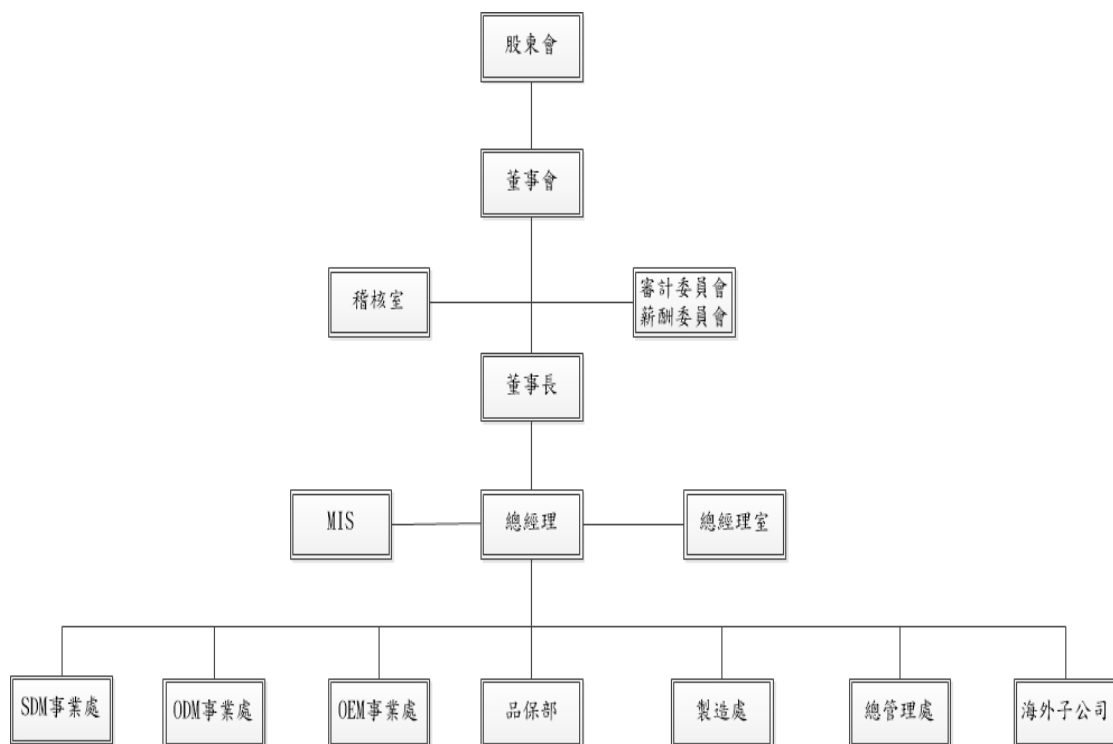 股東會
董事會
稽核室
審計委員會
薪酬委員會
董事長
MIS
總經理
總經理室
SDM事業處
ODM事業處
OEM事業處
品保部
製造處
總管理處
海外子公司